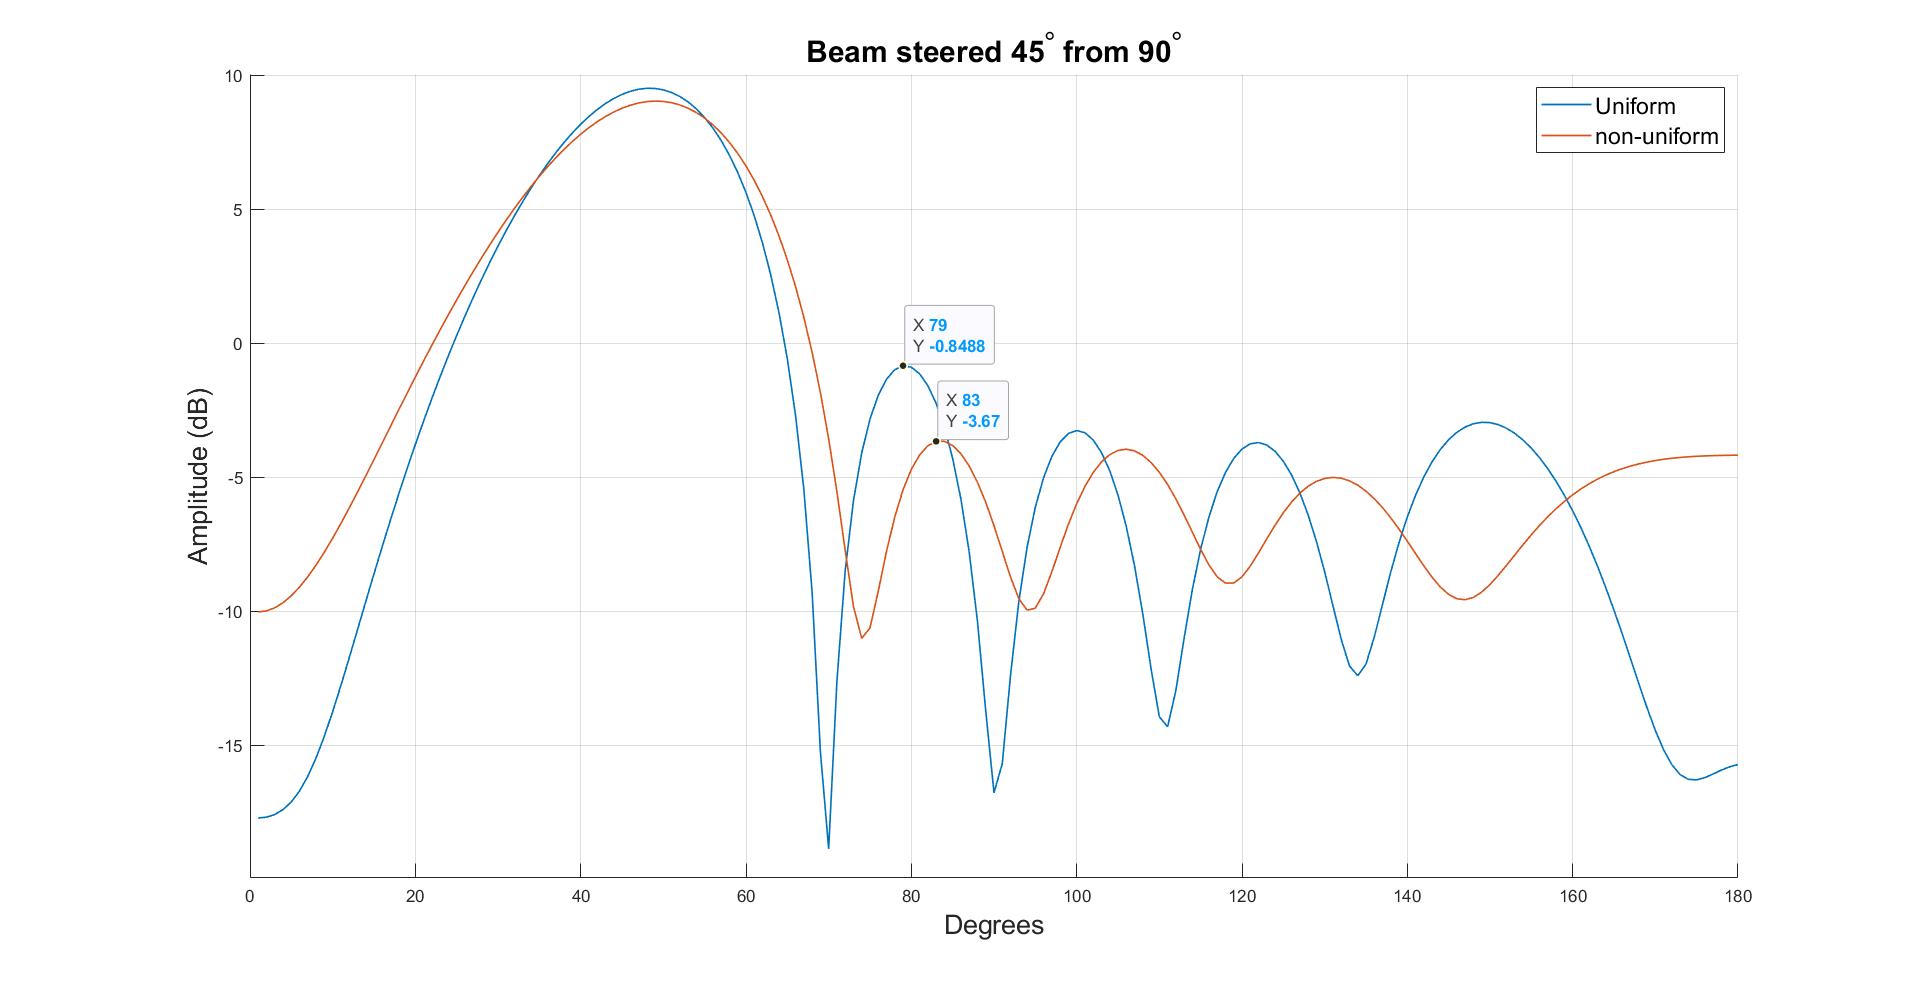 Beam steered 45° from 90°
Uniform
non-uniform
X 79
Y -0.8488
X 83
Y -3.67
Amplitude (dB)
10
5
0
-5
-10
-15
0 20 40 60 80 100 120 140 160 180
Degrees